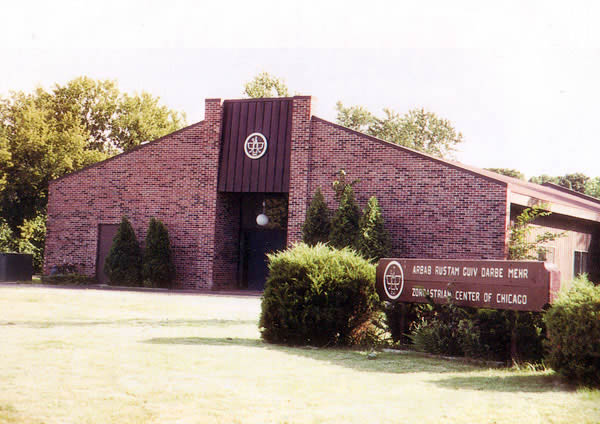 ARBAB RUSTAM GUIV DARBE MEHR
ZOROASTRIAN CENTER OF CHICAGO